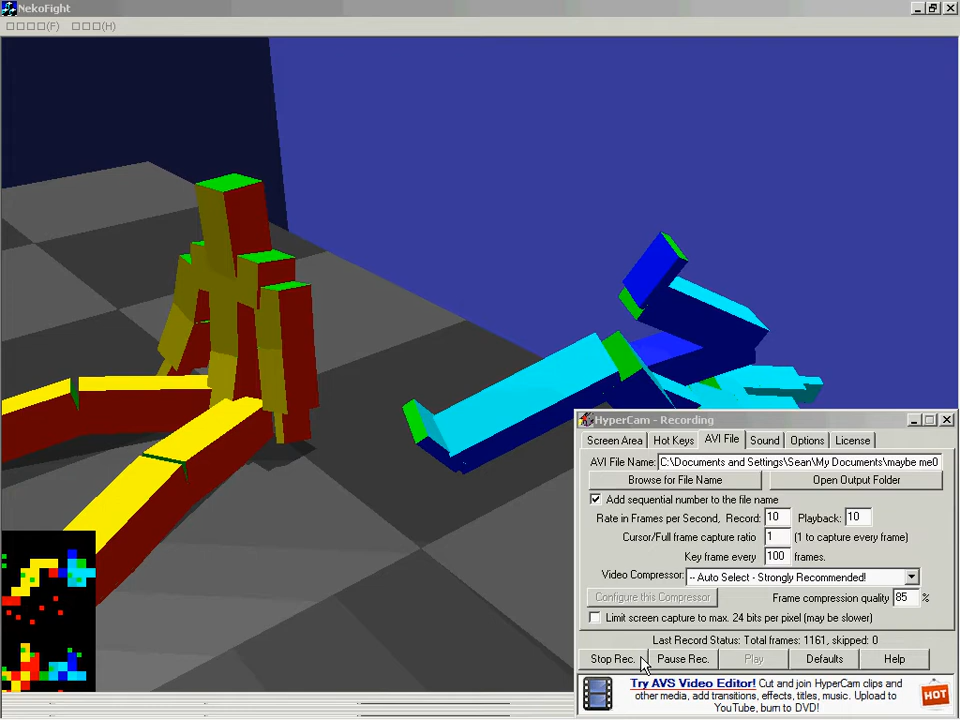 NekoFight
□□□□(F) □□□(H)
HyperCam - Recording
Screen Area Hot Keys AVI File Sound Options License
AVI File Name: C:\Documents and Settings\Sean\My Documents\maybe me0
Browse for File Name Open Output Folder
Add sequential number to the file name
Rate in Frames per Second, Record: 10 Playback: 10
Cursor/Full frame capture ratio 1 (1 to capture every frame)
Key frame every 100 frames.
Video Compressor: -- Auto Select - Strongly Recommended!
Configure this Compressor Frame compression quality 85 %
Limit screen capture to max. 24 bits per pixel (may be slower)
Last Record Status: Total frames: 1161, skipped: 0
Stop Rec. Pause Rec. Play Defaults Help
Try AVS Video Editor! Cut and join HyperCam clips and
other media, add transitions, effects, titles, music. Upload to
YouTube, burn to DVD!
HOT